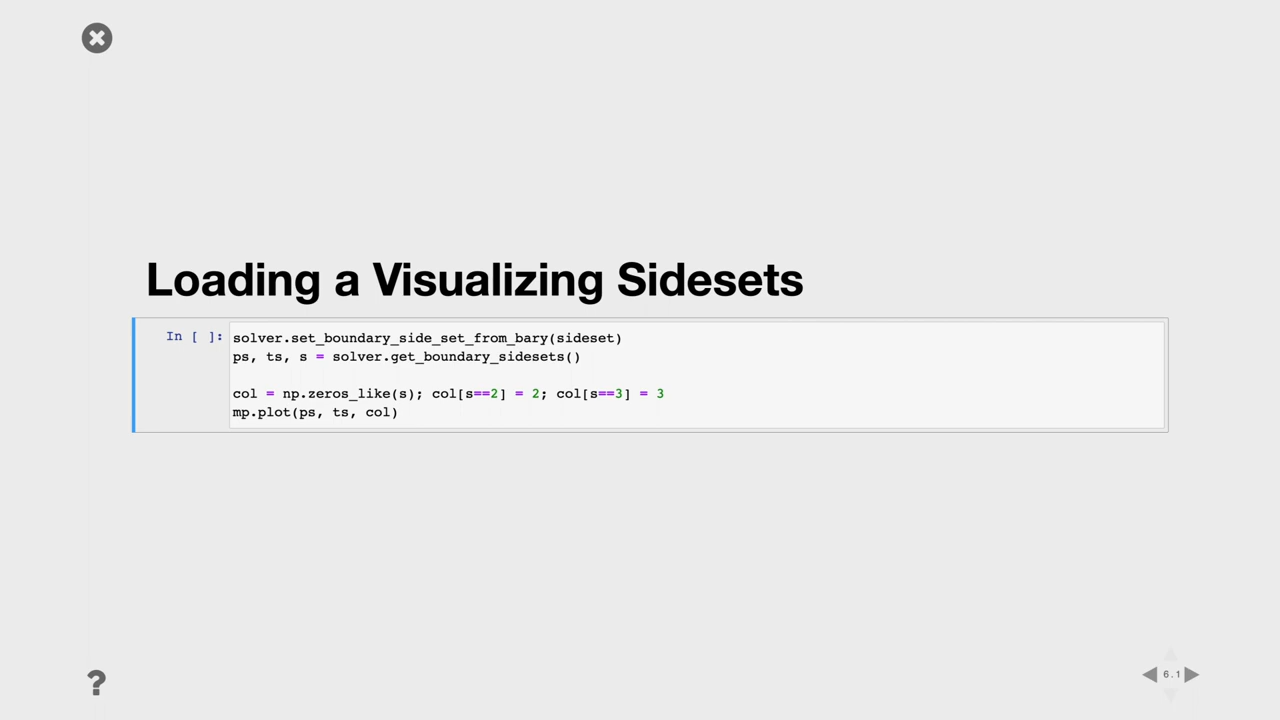 Loading a Visualizing Sidesets
In [ ]:
solver.set_boundary_side_set_from_bary(sideset)
ps, ts, s = solver.get_boundary_sidesets()
col = np.zeros_like(s); col[s==2] = 2; col[s==3] = 3
mp.plot(ps, ts, col)
?
6.1